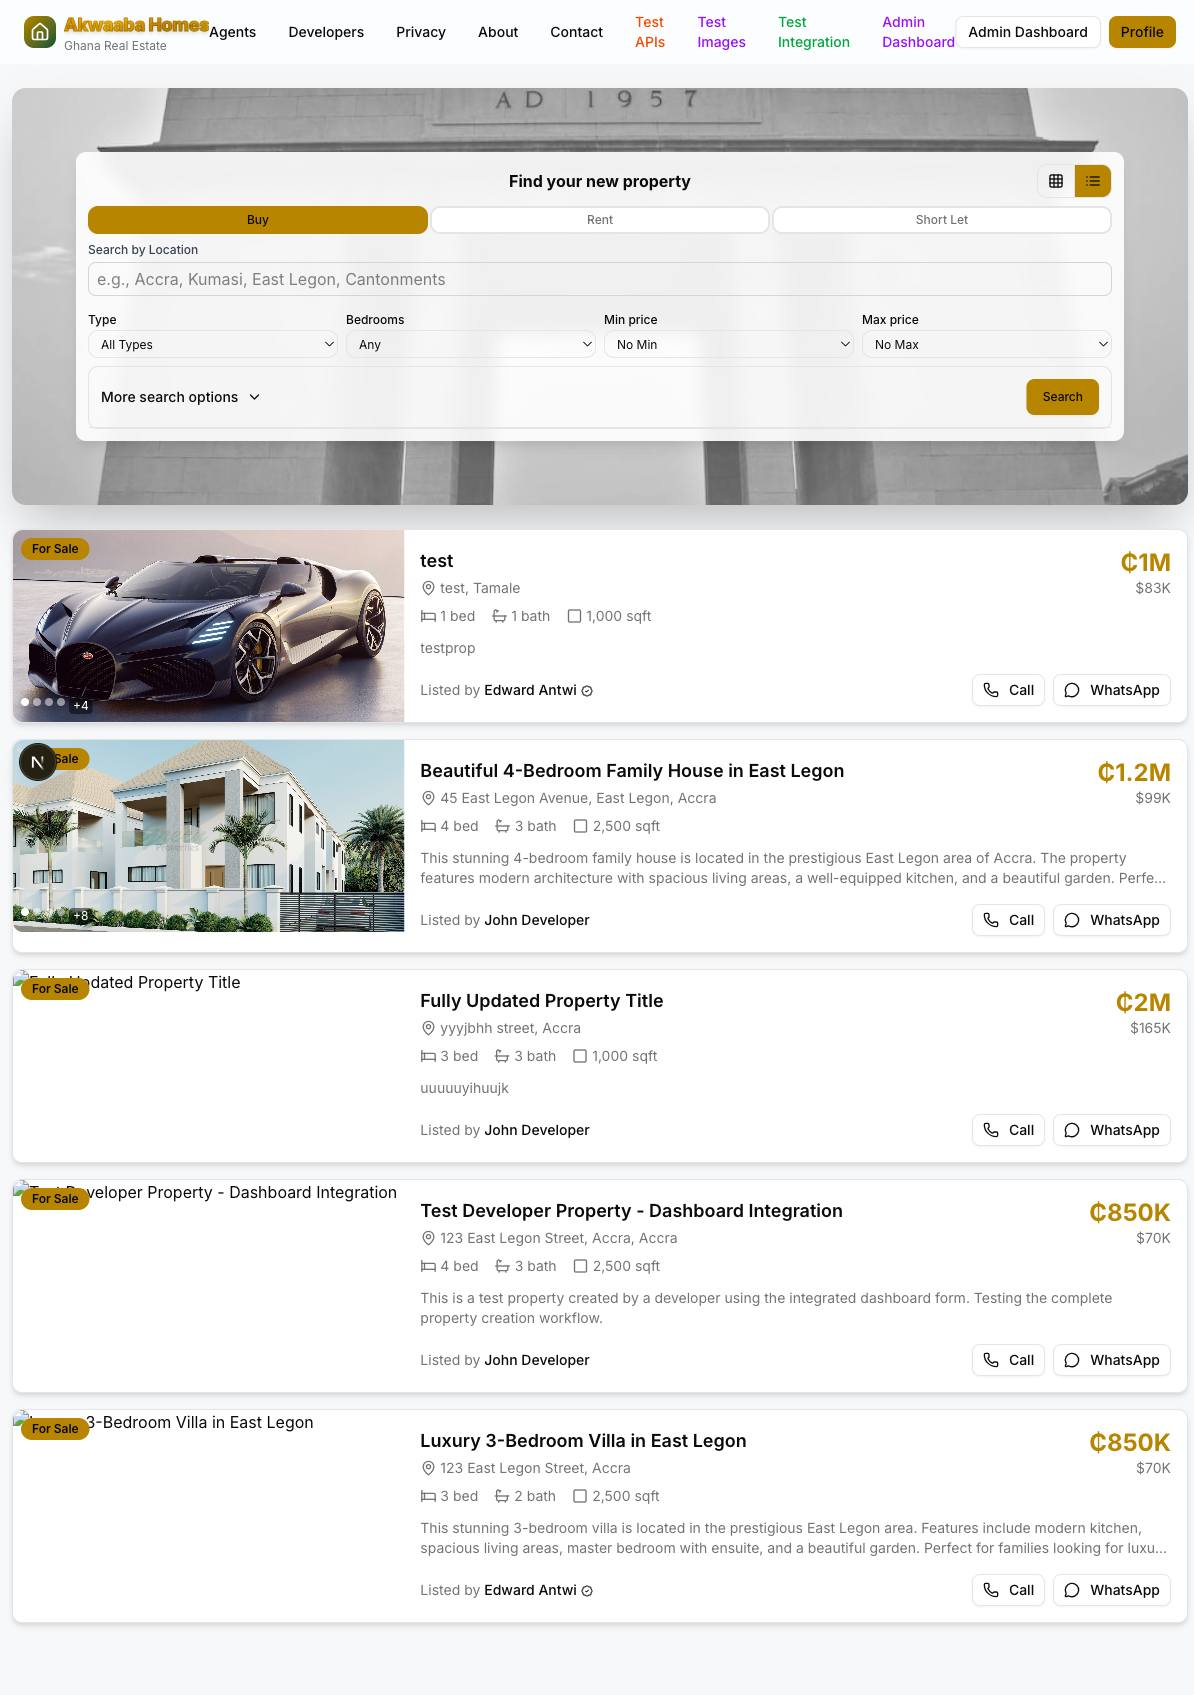 Akwaaba Homes
Ghana Real Estate
Agents
Developers
Privacy
About
Contact
Test APIs
Test Images
Test Integration
Admin Dashboard
Admin Dashboard
Profile
AD 1957
Find your new property
Buy
Rent
Short Let
Search by Location
e.g., Accra, Kumasi, East Legon, Cantonments
Type
Bedrooms
Min price
Max price
All Types
Any
No Min
No Max
More search options
Search
For Sale
+4
test
₵1M
test, Tamale
$83K
1 bed
1 bath
1,000 sqft
testprop
Listed by Edward Antwi
Call
WhatsApp
N
Sale
Properties
+8
Beautiful 4-Bedroom Family House in East Legon
₵1.2M
45 East Legon Avenue, East Legon, Accra
$99K
4 bed
3 bath
2,500 sqft
This stunning 4-bedroom family house is located in the prestigious East Legon area of Accra. The property
features modern architecture with spacious living areas, a well-equipped kitchen, and a beautiful garden. Perfe...
Listed by John Developer
Call
WhatsApp
For Sale
Updated Property Title
Fully Updated Property Title
₵2M
yyyjbhh street, Accra
$165K
3 bed
3 bath
1,000 sqft
uuuuuyihuujk
Listed by John Developer
Call
WhatsApp
For Sale
Developer Property - Dashboard Integration
Test Developer Property - Dashboard Integration
₵850K
123 East Legon Street, Accra, Accra
$70K
4 bed
3 bath
2,500 sqft
This is a test property created by a developer using the integrated dashboard form. Testing the complete
property creation workflow.
Listed by John Developer
Call
WhatsApp
For Sale
3-Bedroom Villa in East Legon
Luxury 3-Bedroom Villa in East Legon
₵850K
123 East Legon Street, Accra
$70K
3 bed
2 bath
2,500 sqft
This stunning 3-bedroom villa is located in the prestigious East Legon area. Features include modern kitchen,
spacious living areas, master bedroom with ensuite, and a beautiful garden. Perfect for families looking for luxu...
Listed by Edward Antwi
Call
WhatsApp